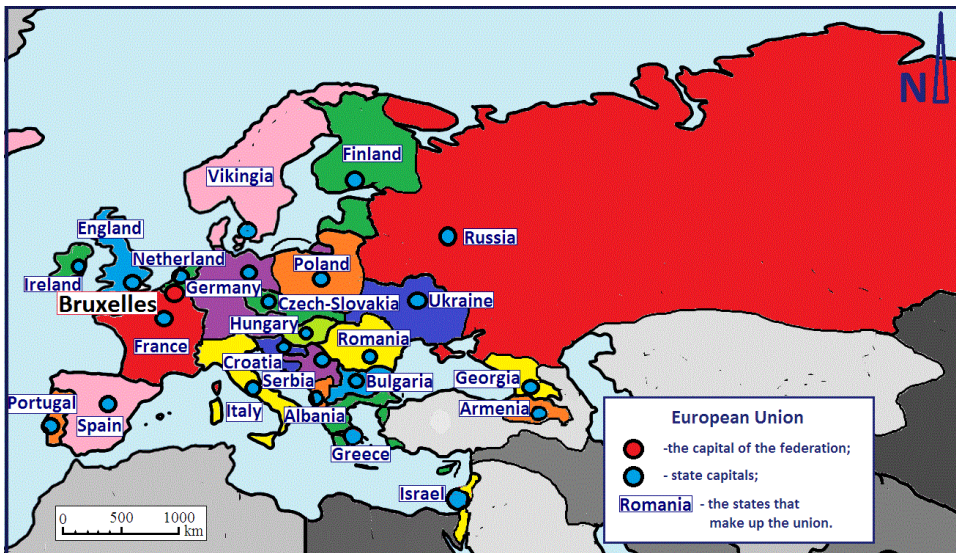 N
Finland
Vikingia
England
Russia
Netherland
Poland
Ireland
Germany
Bruxelles
Czech-Slovakia
Ukraine
Hungary
France
Romania
Croatia
Serbia
Bulgaria
Georgia
Portugal
Spain
Italy
Albania
Armenia
Greece
Israel
0 500 1000
km
European Union
-the capital of the federation;
- state capitals;
Romania - the states that
make up the union.